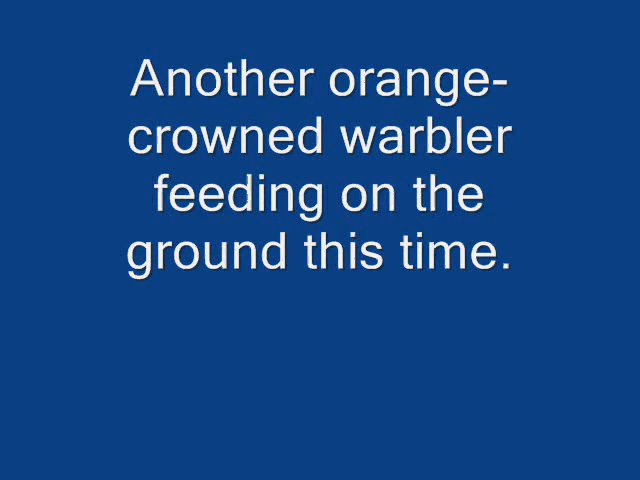 Another orange-
crowned warbler
feeding on the
ground this time.